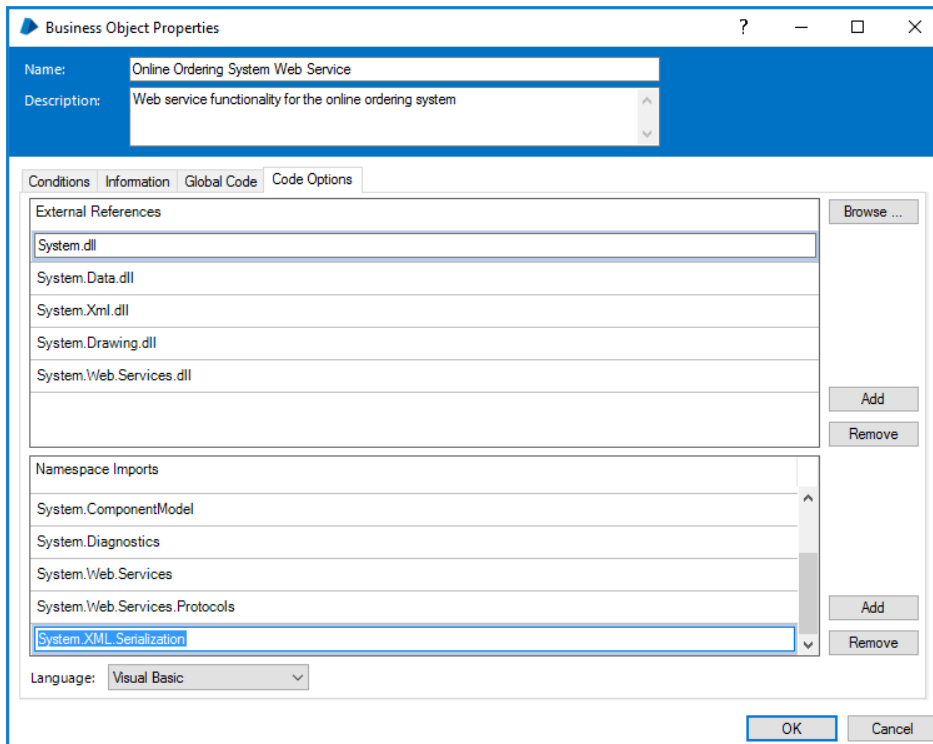 Business Object Properties ?
Name: Online Ordering System Web Service
Description: Web service functionality for the online ordering system
Conditions Information Global Code Code Options
External References Browse ...
System.dll
System.Data.dll
System.Xml.dll
System.Drawing.dll
System.Web.Services.dll
Add
Remove
Namespace Imports
System.ComponentModel
System.Diagnostics
System.Web.Services
System.Web.Services.Protocols Add
System.XML.Serialization Remove
Language: Visual Basic
OK Cancel